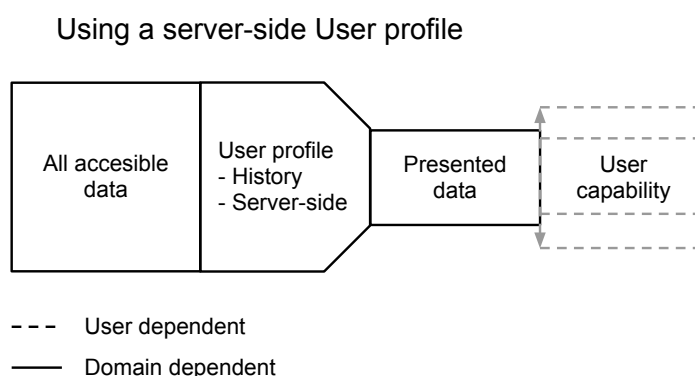 Using a server-side User profile
All accesible
data
User profile
- History
- Server-side
Presented
data
User
capability
User dependent
Domain dependent